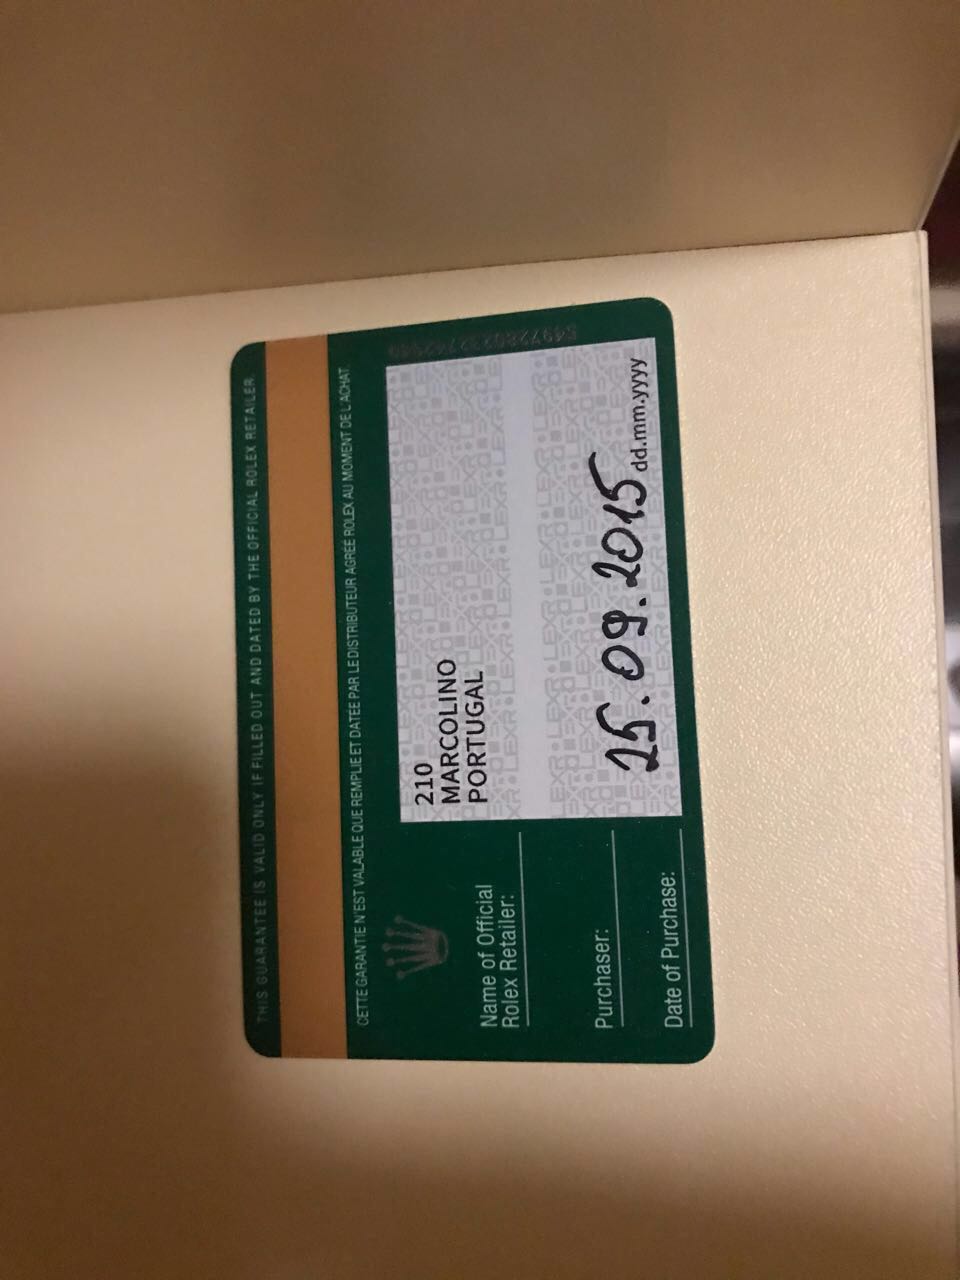 THIS GUARANTEE IS VALID ONLY IF FILLED OUT AND DATED BY THE OFFICIAL ROLEX RETAILER.
CETTE GARANTIE N'EST VALABLE QUE REMPLIE ET DATÉE PAR LE DISTRIBUTEUR AGRÉÉ ROLEX AU MOMENT DE L'ACHAT.
210
MARCOLINO
PORTUGAL
Name of Official
Rolex Retailer:
Purchaser:
Date of Purchase:
25.09.2015
dd.mm.yyyy